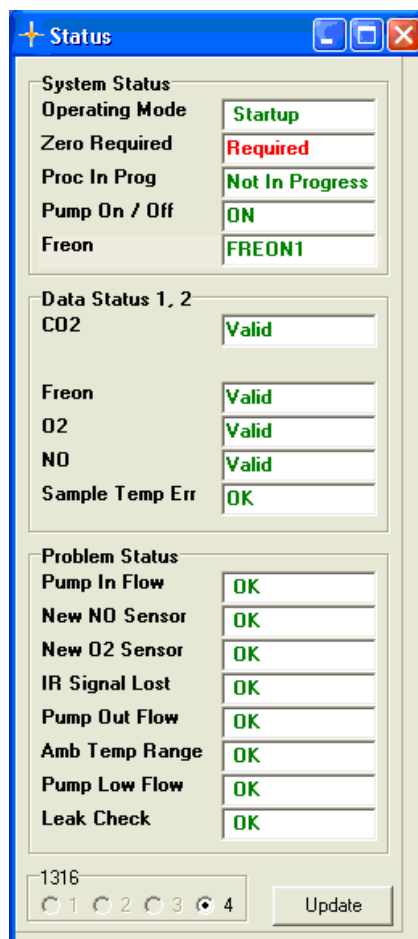 Status
System Status
Operating Mode Startup
Zero Required Required
Proc In Prog Not In Progress
Pump On / Off ON
Freon FREON1
Data Status 1, 2
CO2 Valid
Freon Valid
O2 Valid
NO Valid
Sample Temp Err OK
Problem Status
Pump In Flow OK
New NO Sensor OK
New O2 Sensor OK
IR Signal Lost OK
Pump Out Flow OK
Amb Temp Range OK
Pump Low Flow OK
Leak Check OK
1316
1 2 3 4 Update